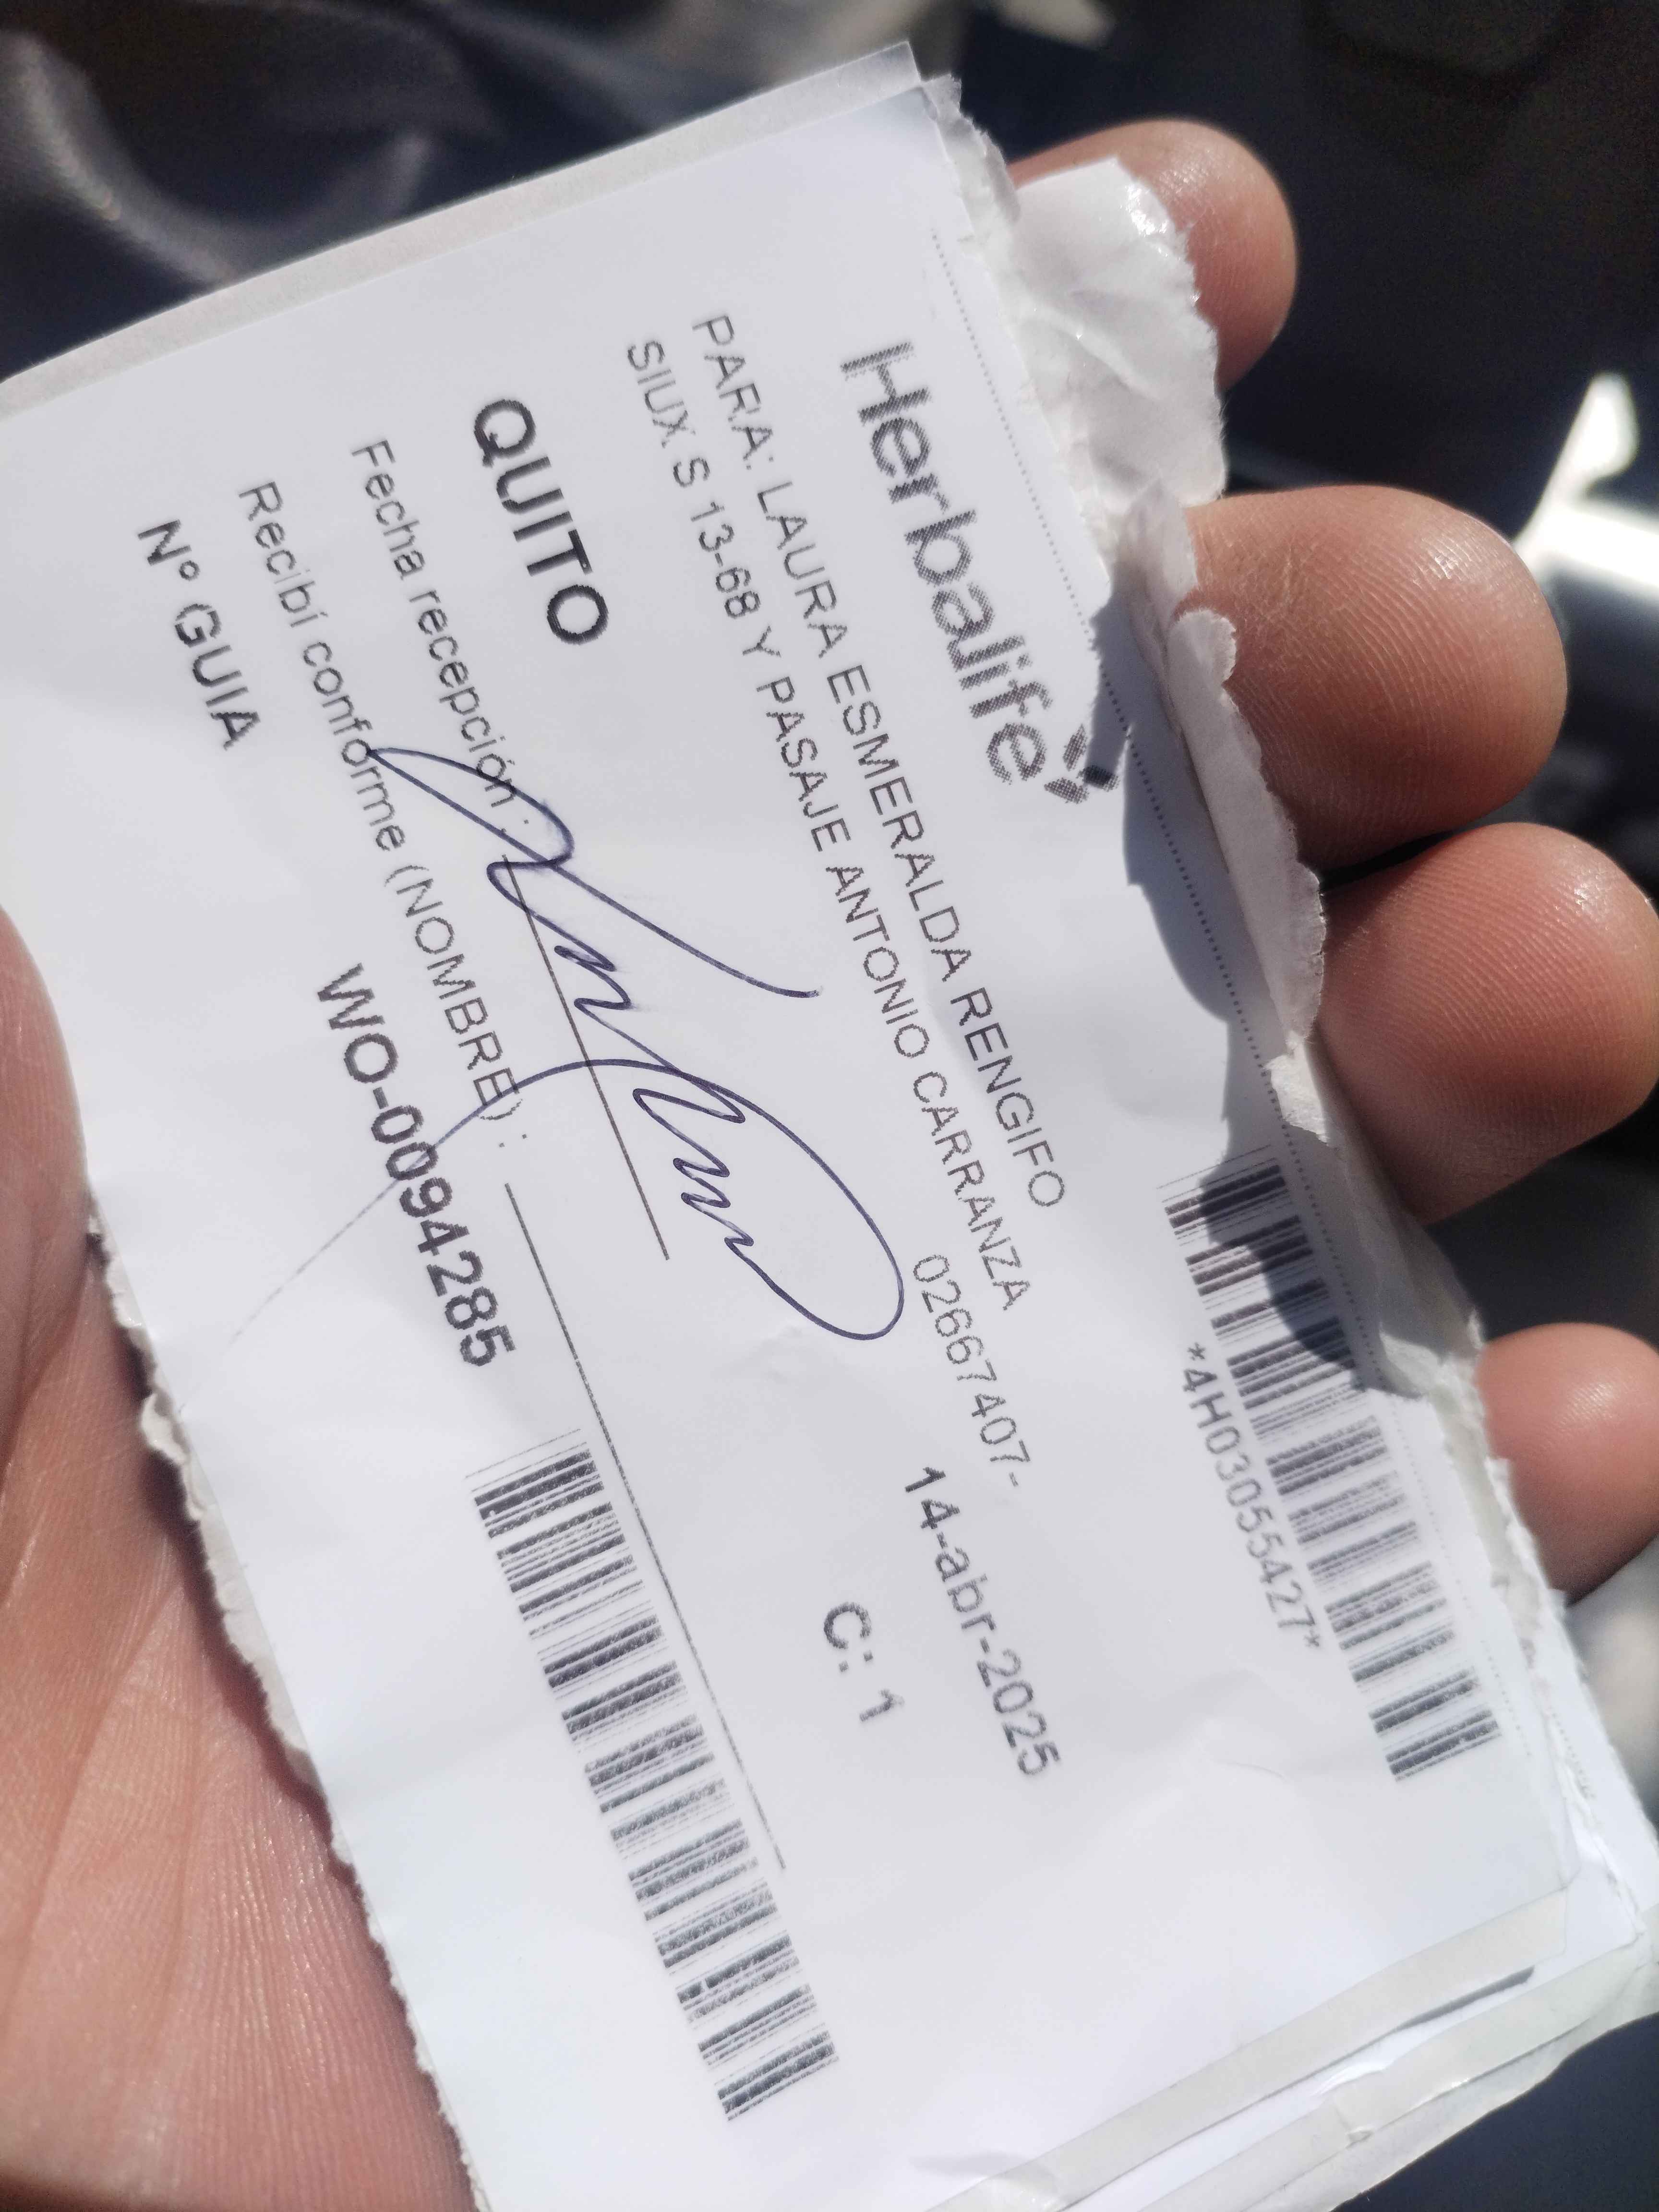 Herbalife
*4H03055427*
PARA: LAURA ESMERALDA RENGIFO
14-abr-2025
SIUX S 13-68 Y PASAJE ANTONIO CARRANZA 02667407-
C: 1
QUITO
Fecha recepción :
Recibí conforme (NOMBRE) :
Nº GUIA WO-0094285